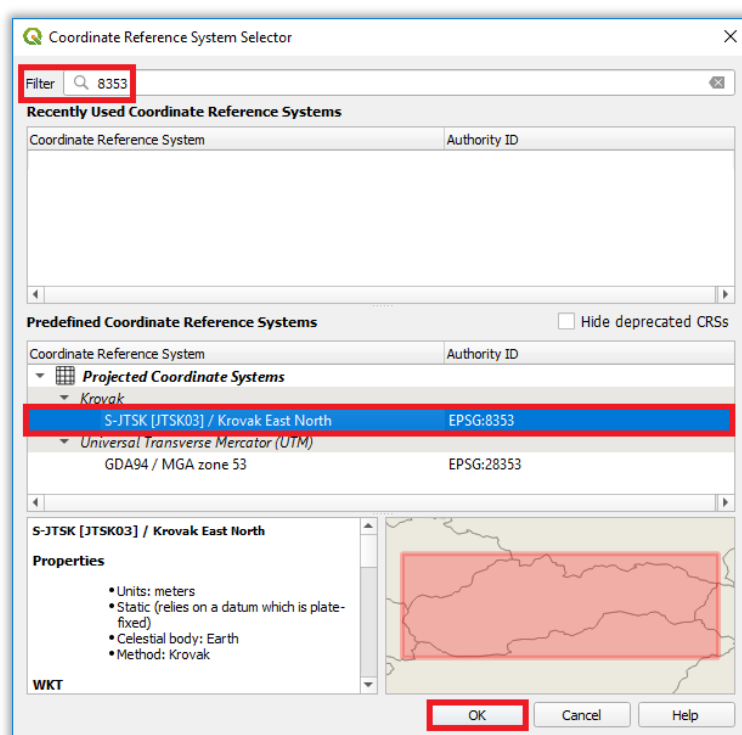 Coordinate Reference System Selector
Filter 8353
Recently Used Coordinate Reference Systems
Coordinate Reference System Authority ID
Predefined Coordinate Reference Systems Hide deprecated CRSs
Coordinate Reference System Authority ID
Projected Coordinate Systems
Krovak
S-JTSK [JTSK03] / Krovak East North EPSG:8353
Universal Transverse Mercator (UTM)
GDA94 / MGA zone 53 EPSG:28353
S-JTSK [JTSK03] / Krovak East North
Properties
• Units: meters
• Static (relies on a datum which is plate-
fixed)
• Celestial body: Earth
• Method: Krovak
WKT
OK Cancel Help